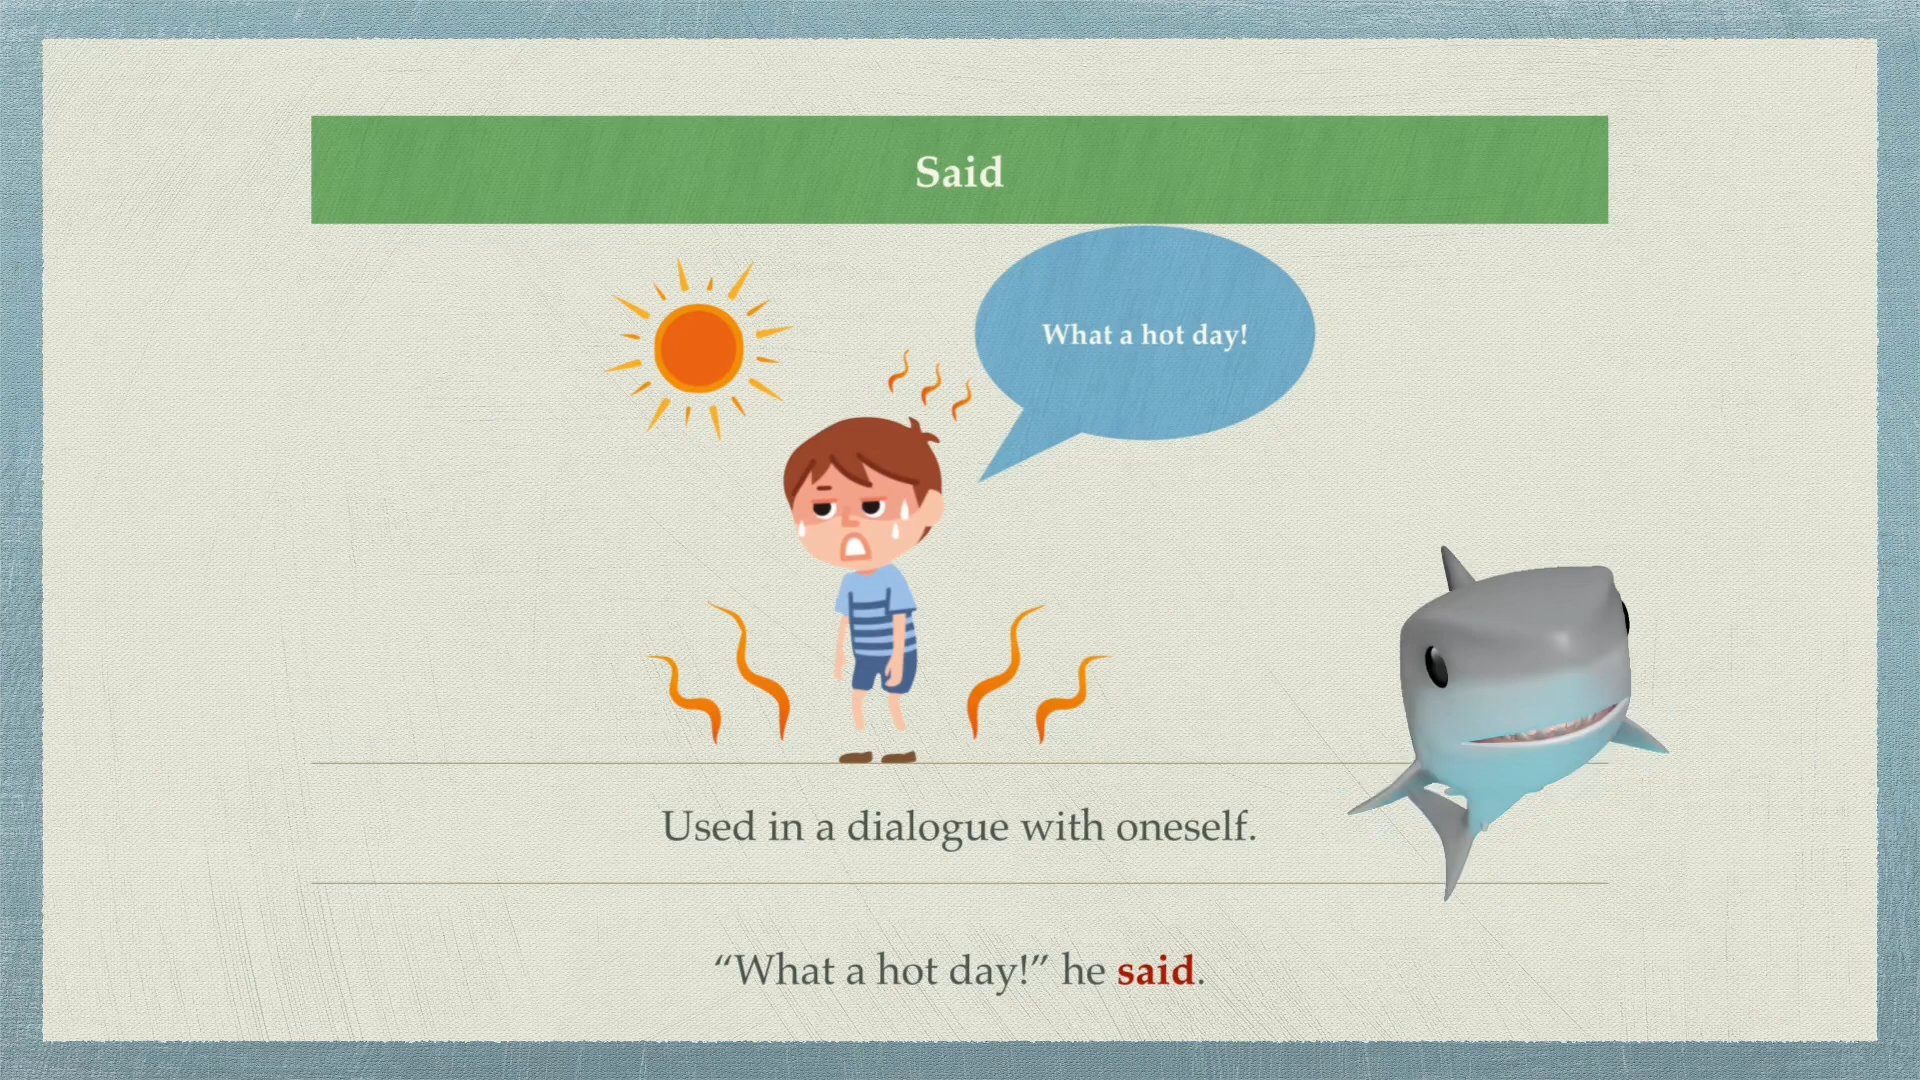 Said
What a hot day!
Used in a dialogue with oneself.
“What a hot day!” he said.